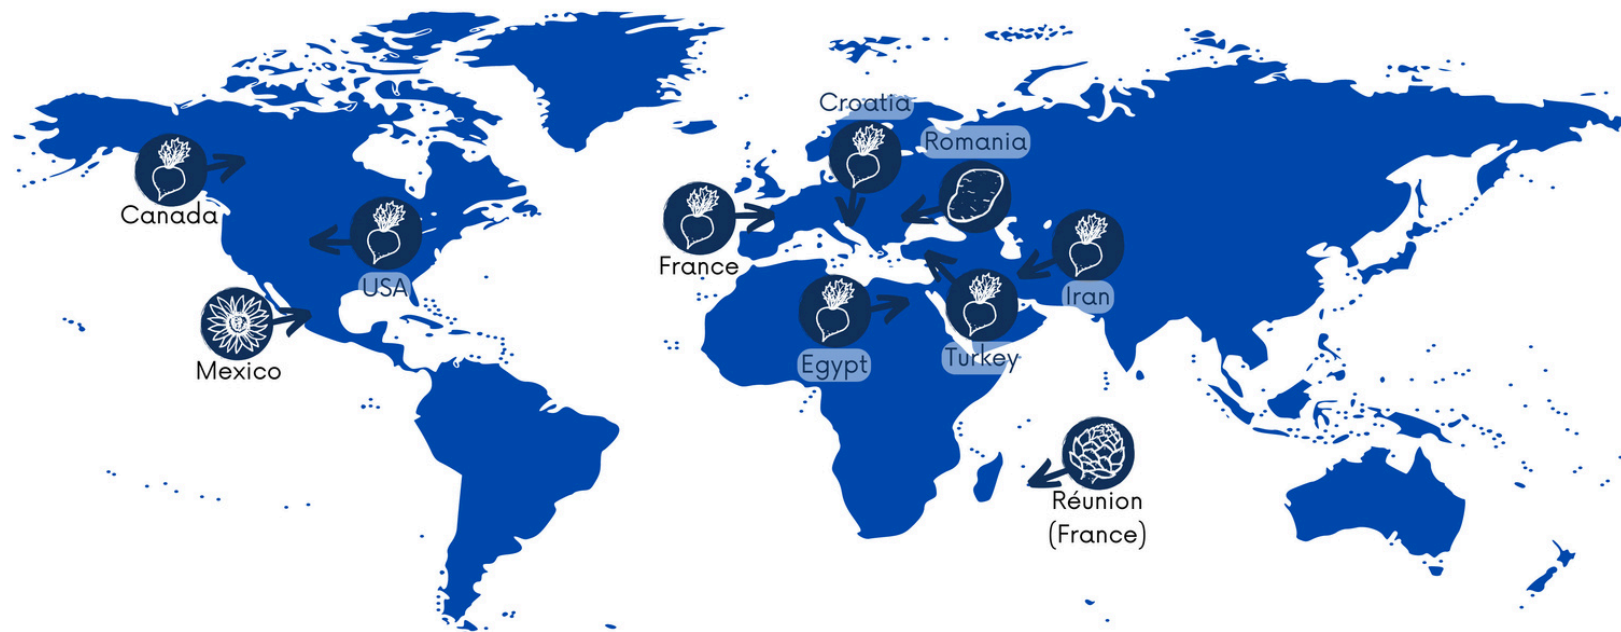 Croatia
Romania
Canada
France
USA
Iran
Mexico
Egypt
Turkey
Réunion
(France)